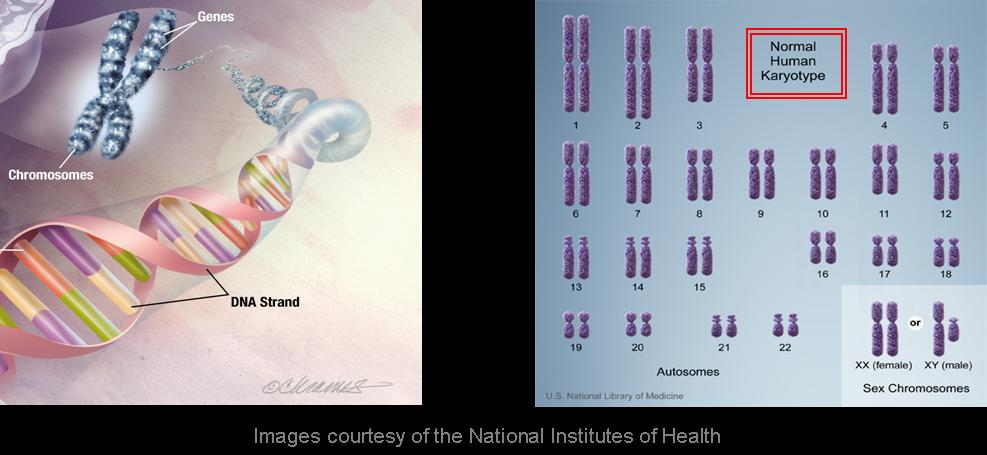 Genes
Chromosomes
DNA Strand
Normal
Human
Karyotype
1
2
3
4
5
6
7
8
9
10
11
12
13
14
15
16
17
18
19
20
21
22
or
XX (female)
XY (male)
Autosomes
Sex Chromosomes
U.S. National Library of Medicine
Images courtesy of the National Institutes of Health